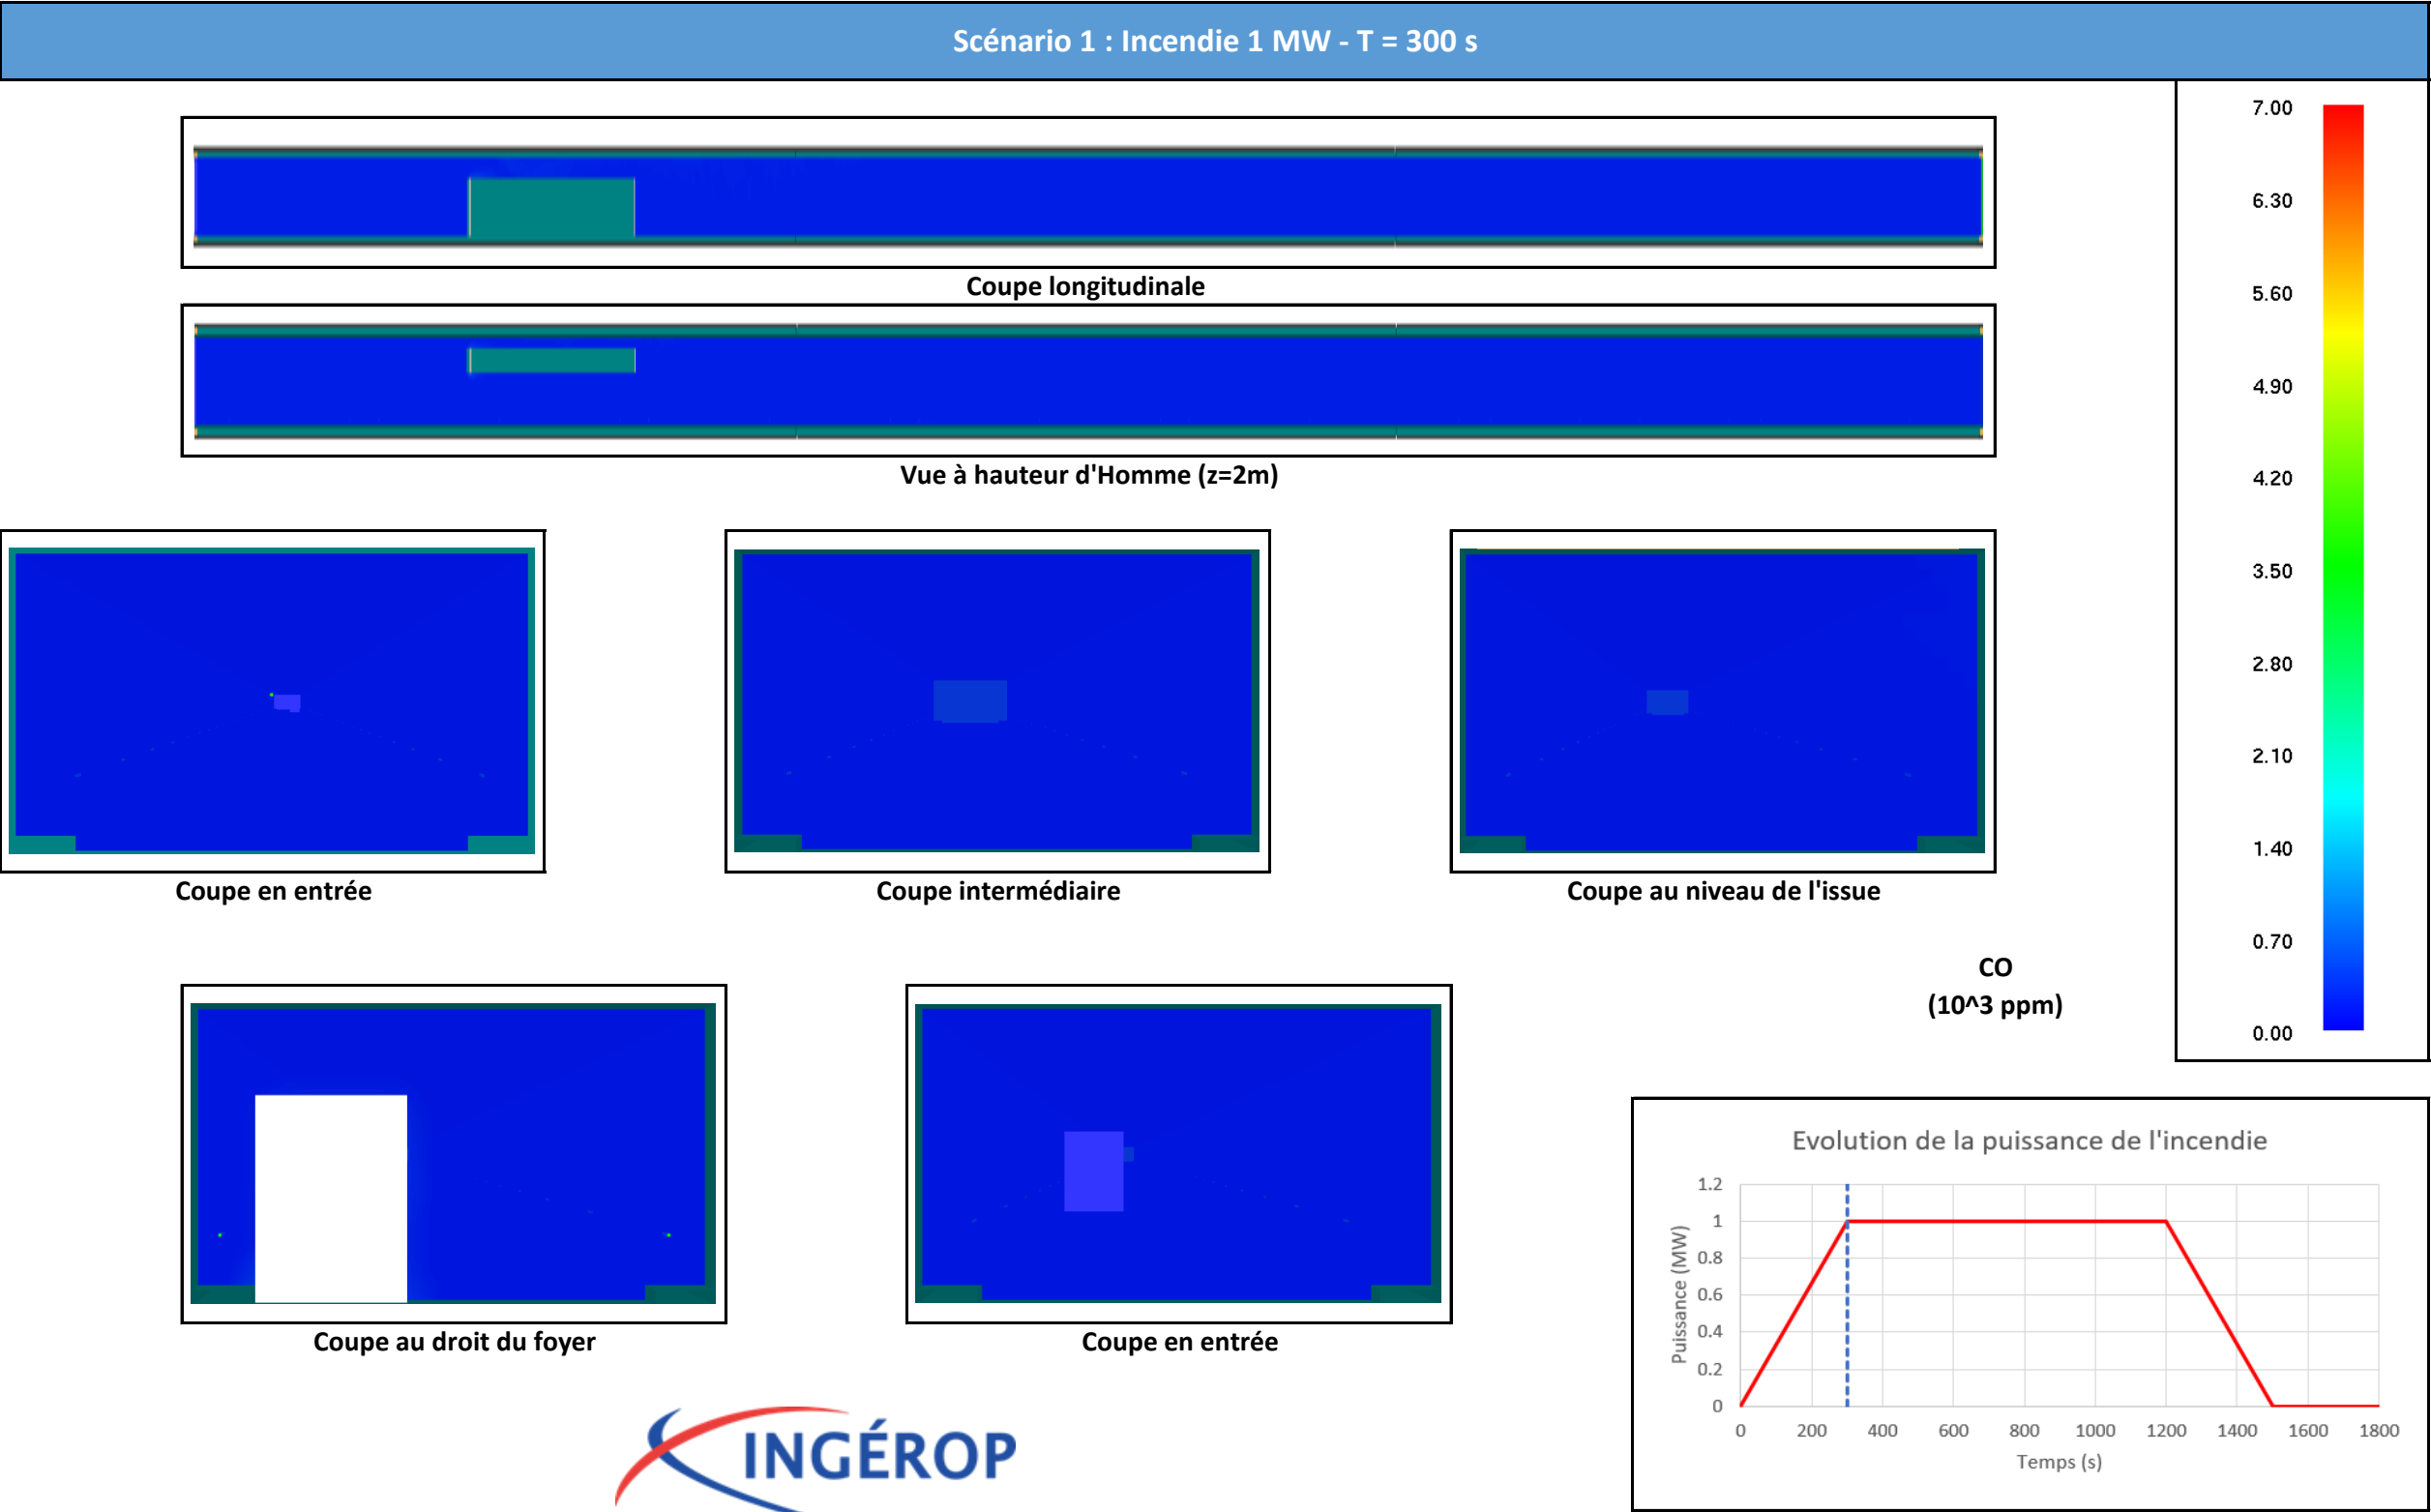 Scénario 1 : Incendie 1 MW - T = 300 s
Coupe longitudinale
Vue à hauteur d'Homme (z=2m)
Coupe en entrée
Coupe intermédiaire
Coupe au niveau de l'issue
Coupe au droit du foyer
Coupe en entrée
CO
(10^3 ppm)
7.00
6.30
5.60
4.90
4.20
3.50
2.80
2.10
1.40
0.70
0.00
Evolution de la puissance de l'incendie
Puissance (MW)
1.2
1
0.8
0.6
0.4
0.2
0
0 200 400 600 800 1000 1200 1400 1600 1800
Temps (s)
INGÉROP